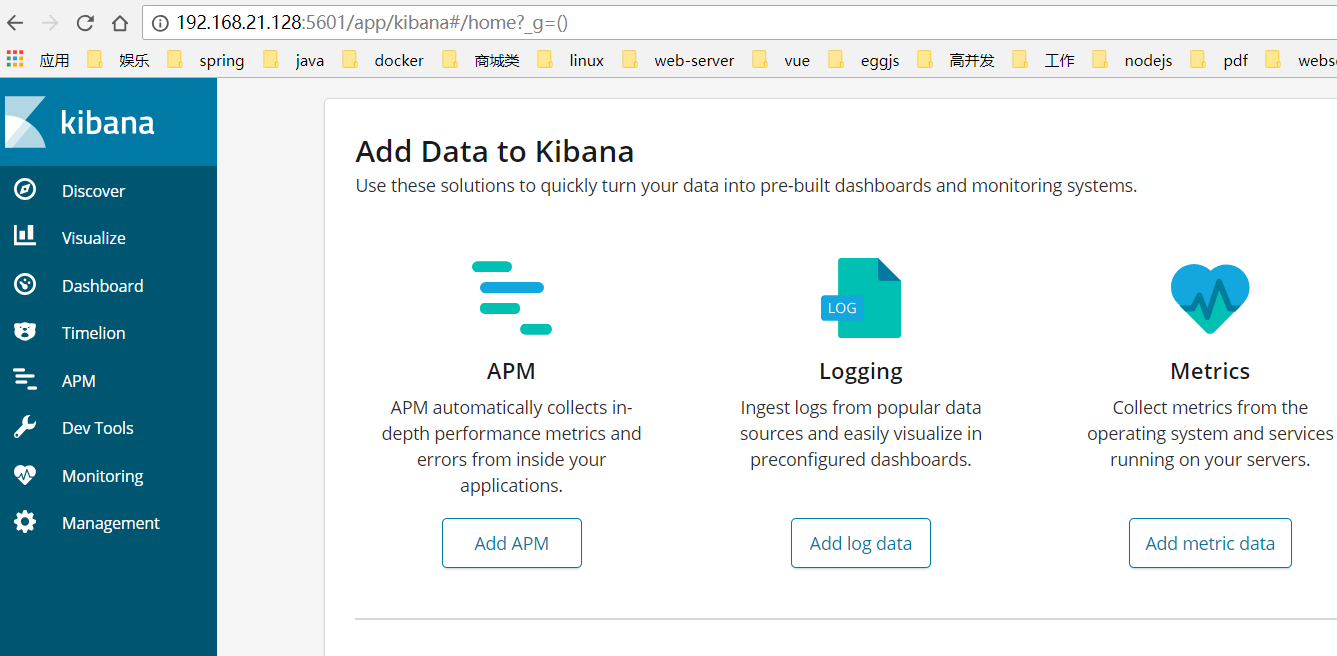 192.168.21.128:5601/app/kibana#/home?_g=()
应用 娱乐 spring java docker 商城类 linux web-server vue eggjs 高并发 工作 nodejs pdf webso
kibana
Discover
Visualize
Dashboard
Timelion
APM
Dev Tools
Monitoring
Management
Add Data to Kibana
Use these solutions to quickly turn your data into pre-built dashboards and monitoring systems.
APM
APM automatically collects in-
depth performance metrics and
errors from inside your
applications.
Add APM
LOG
Logging
Ingest logs from popular data
sources and easily visualize in
preconfigured dashboards.
Add log data
Metrics
Collect metrics from the
operating system and services
running on your servers.
Add metric data